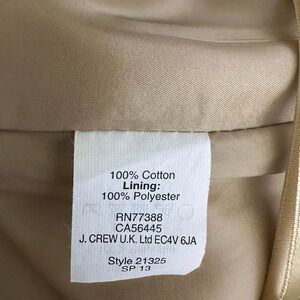 100% Cotton
Lining:
100% Polyester
RN77388
CA56445
J. CREW U.K. Ltd EC4V 6JA
Style 21325
SP 13